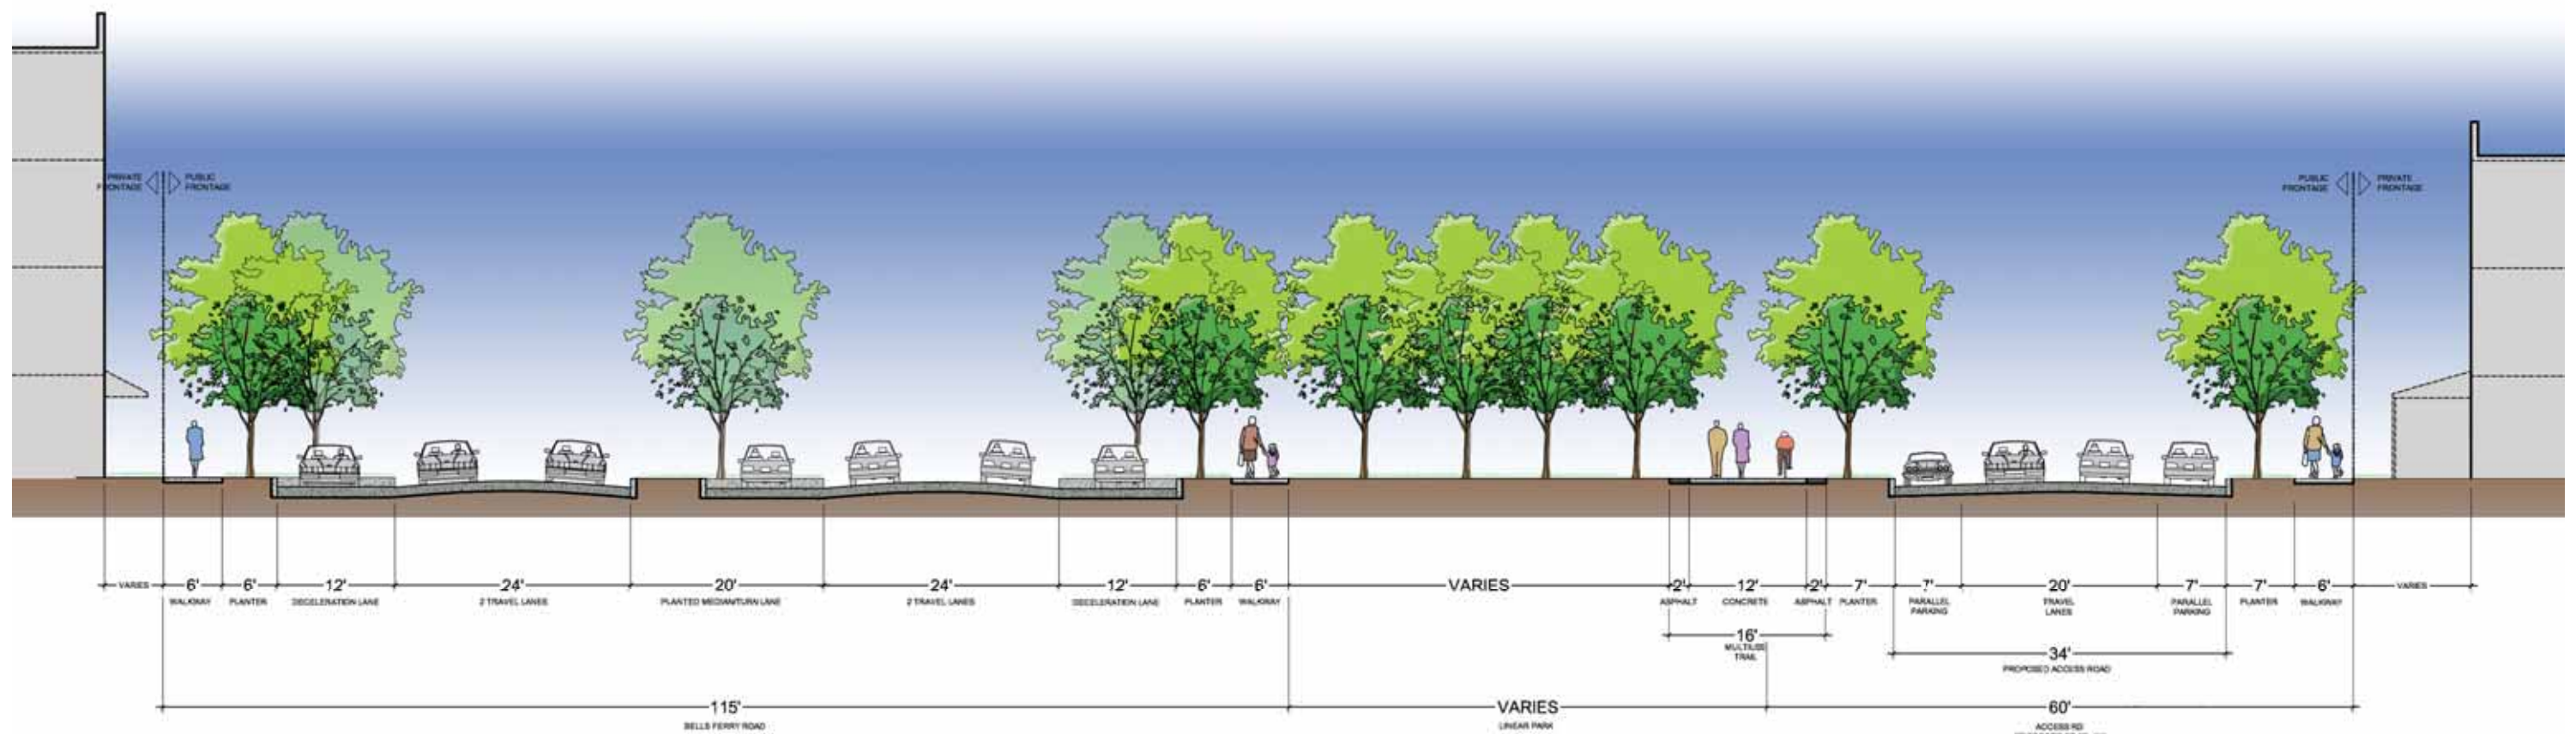 PRIVATE
FRONTAGE
PUBLIC
FRONTAGE
PUBLIC
FRONTAGE
PRIVATE
FRONTAGE
VARIES 6' 6' 12' 24' 20' 24' 12' 6' 6' VARIES 2' 12' 2' 7' 7' 20' 7' 7' 6' VARIES
WALKWAY PLANTER DECELERATION LANE 2 TRAVEL LANES PLANTED MEDIAN/TURN LANE 2 TRAVEL LANES DECELERATION LANE PLANTER WALKWAY ASPHALT CONCRETE ASPHALT PLANTER PARALLEL TRAVEL PARALLEL PLANTER WALKWAY
PARKING LANES PARKING
16'
MULTIUSE
TRAIL
34'
PROPOSED ACCESS ROAD
115' VARIES 60'
BELLS FERRY ROAD LINEAR PARK ACCESS RD